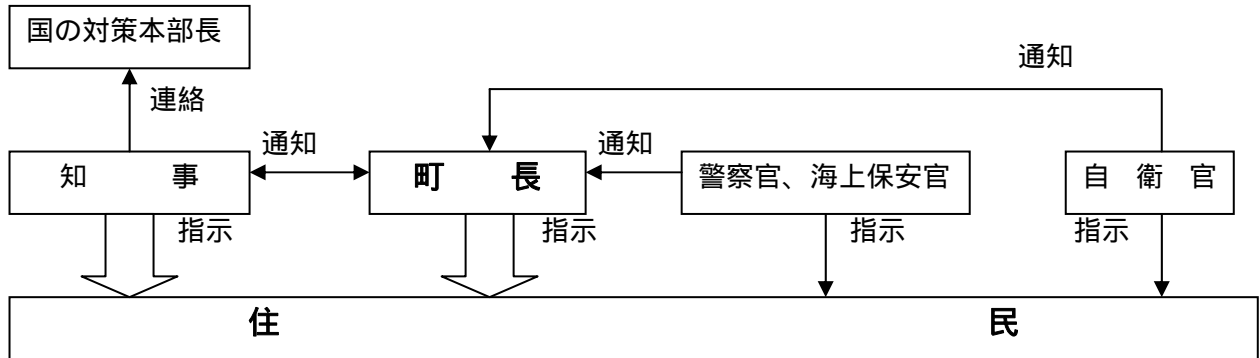 国の対策本部長
通知
連絡
通知
通知
知　　事
町　長
警察官、海上保安官
自　衛　官
指示
指示
指示
指示
住　　民